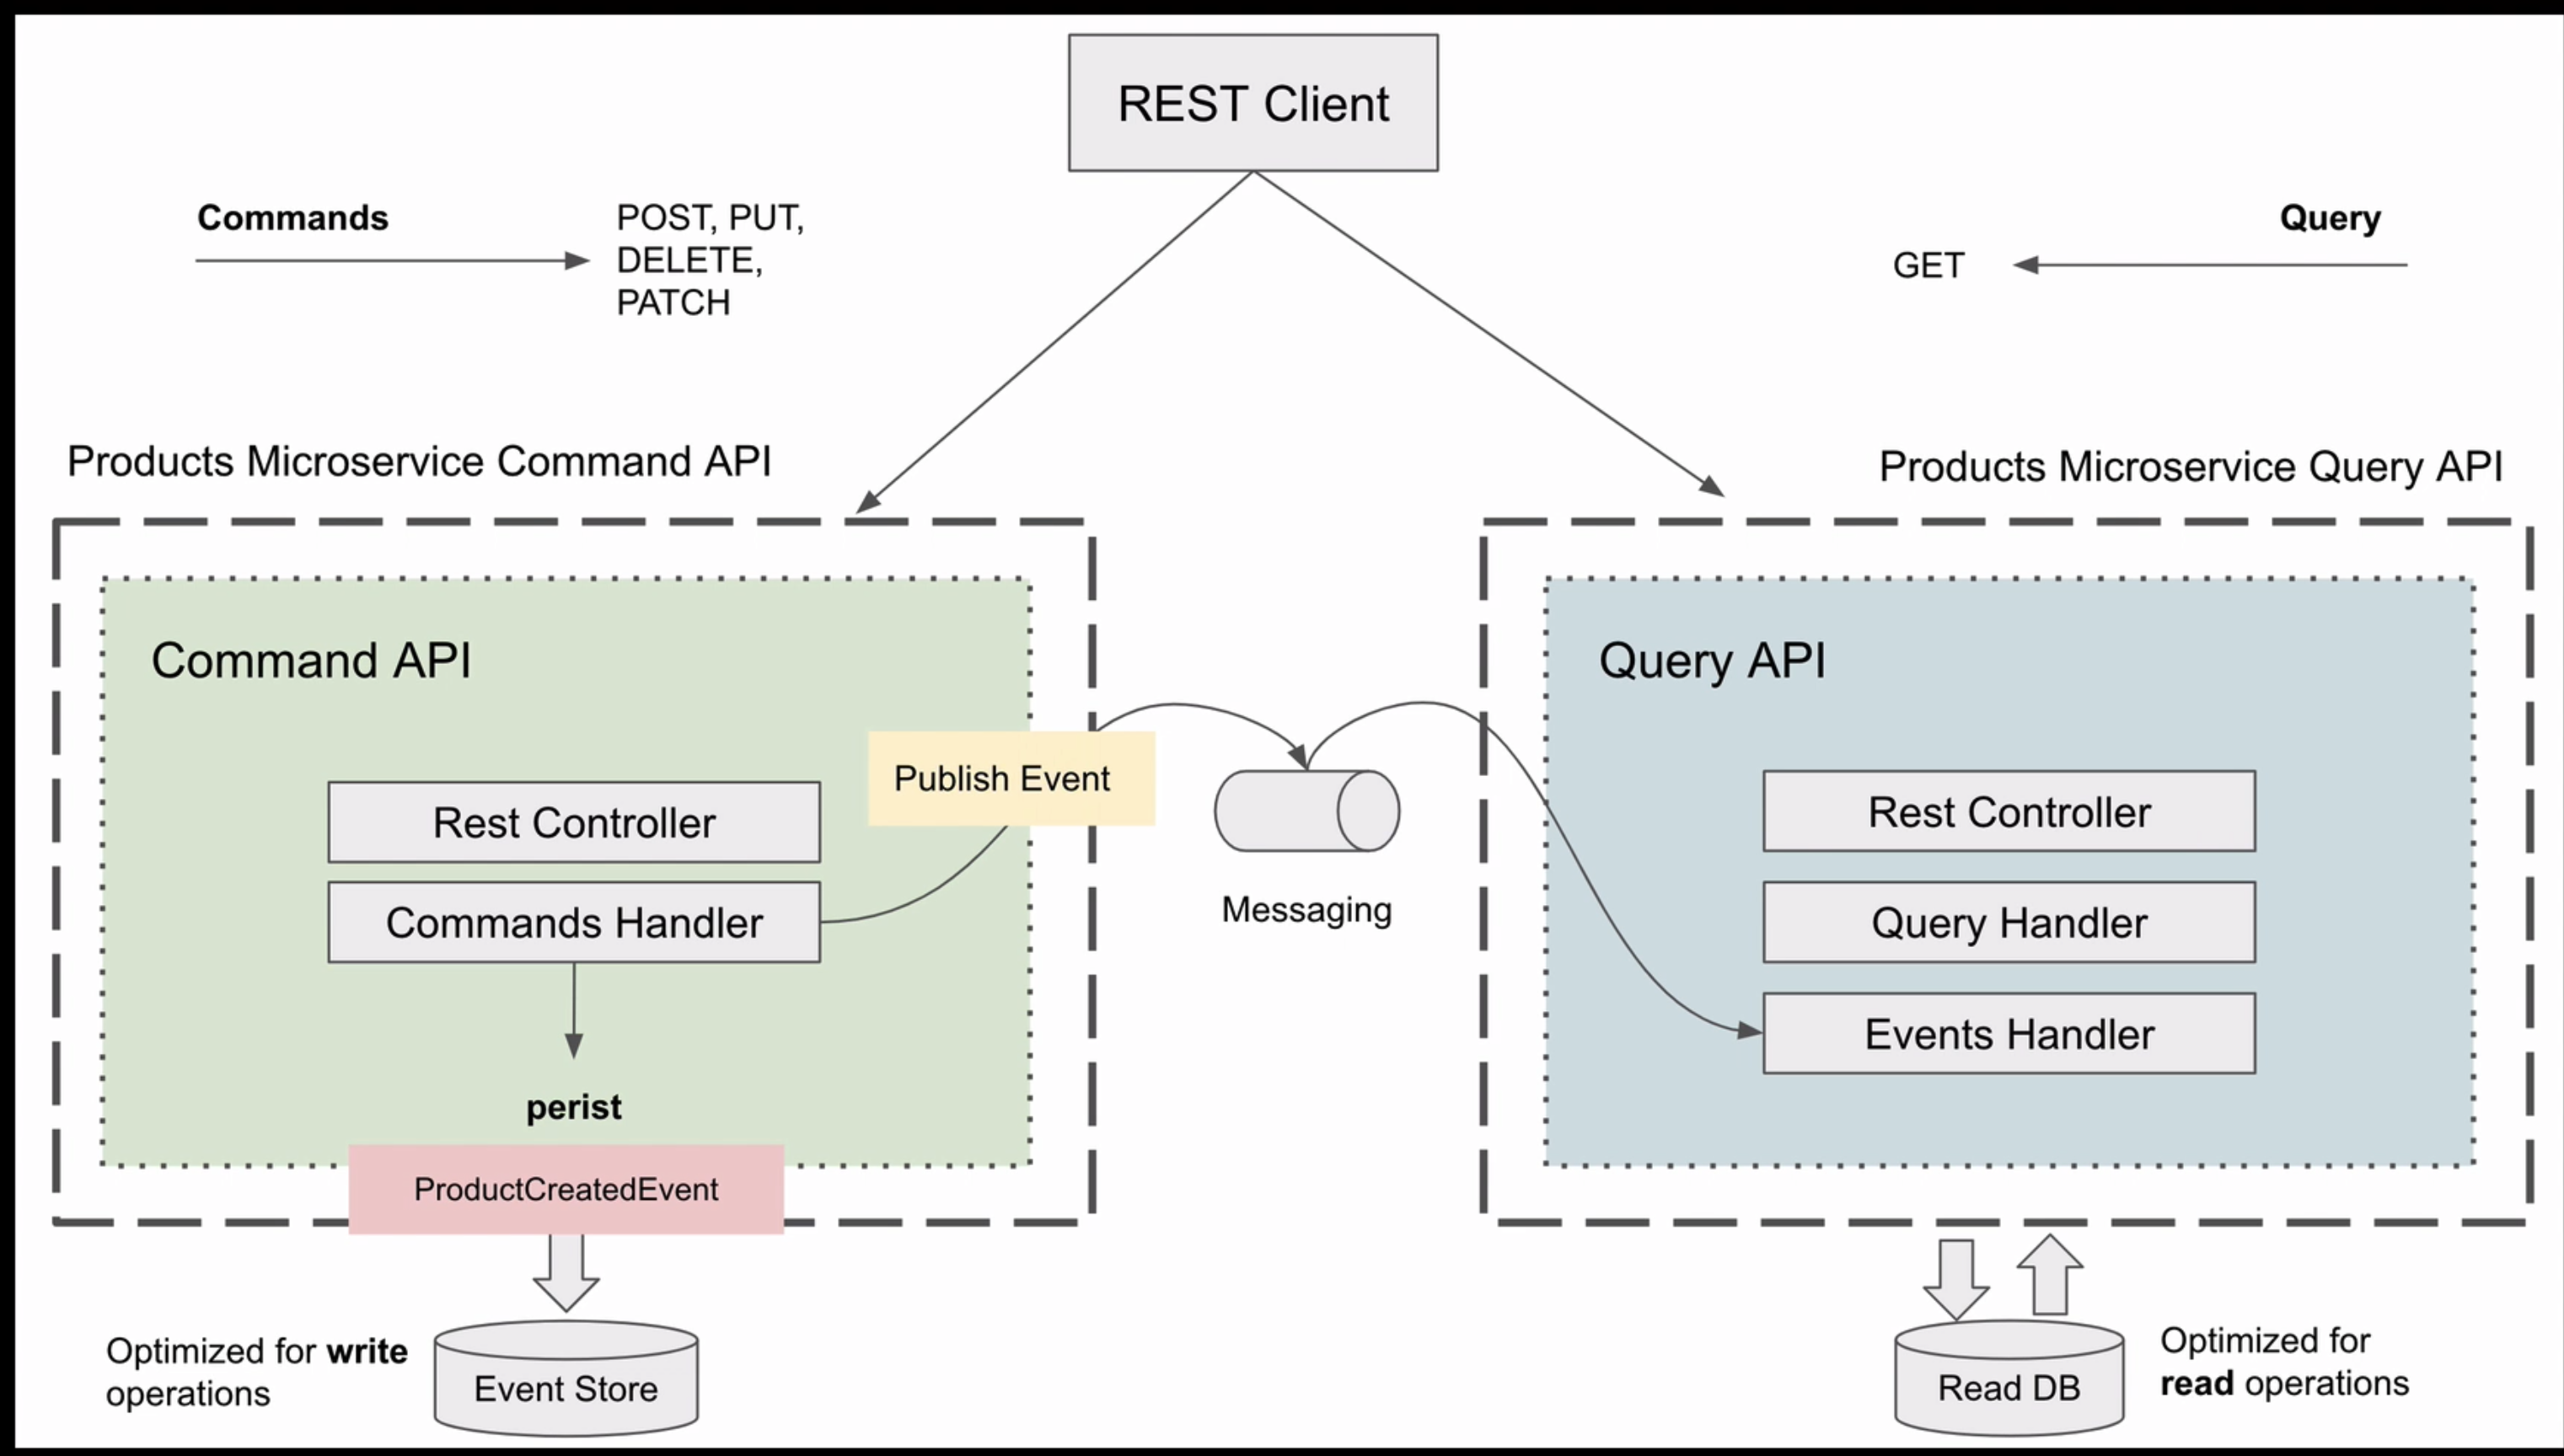 REST Client
Commands
POST, PUT,
DELETE,
PATCH
Query
GET
Products Microservice Command API
Products Microservice Query API
Command API
Publish Event
Rest Controller
Commands Handler
perist
ProductCreatedEvent
Optimized for write
operations
Event Store
Messaging
Query API
Rest Controller
Query Handler
Events Handler
Read DB
Optimized for
read operations